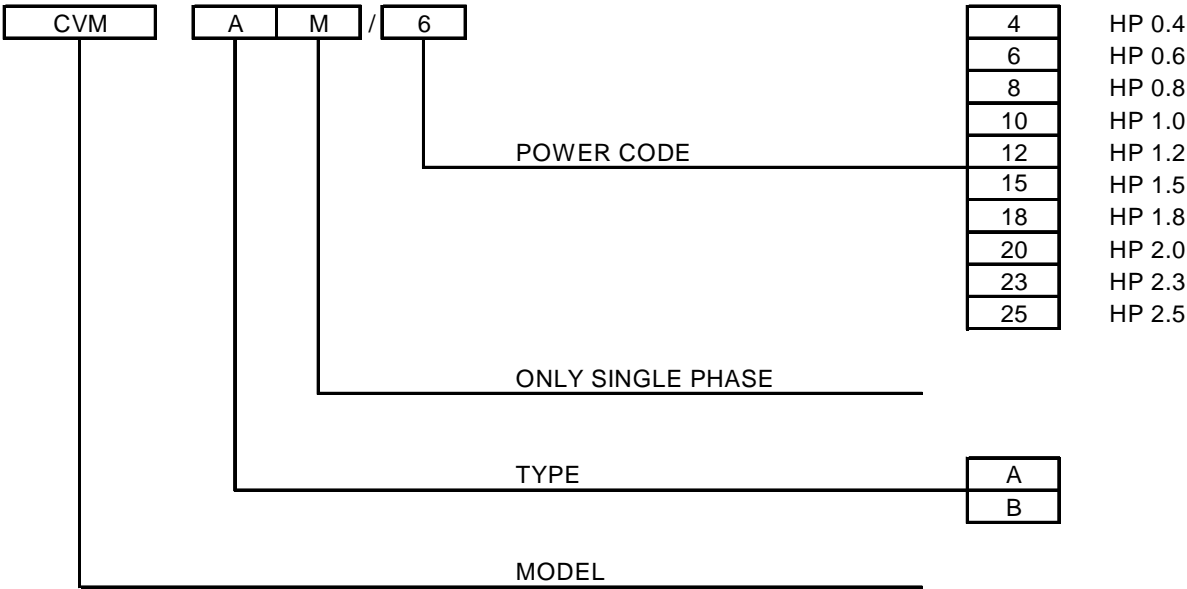 CVM A M / 6 4 HP 0.4
6 HP 0.6
8 HP 0.8
10 HP 1.0
POWER CODE 12 HP 1.2
15 HP 1.5
18 HP 1.8
20 HP 2.0
23 HP 2.3
25 HP 2.5
ONLY SINGLE PHASE
TYPE A
B
MODEL